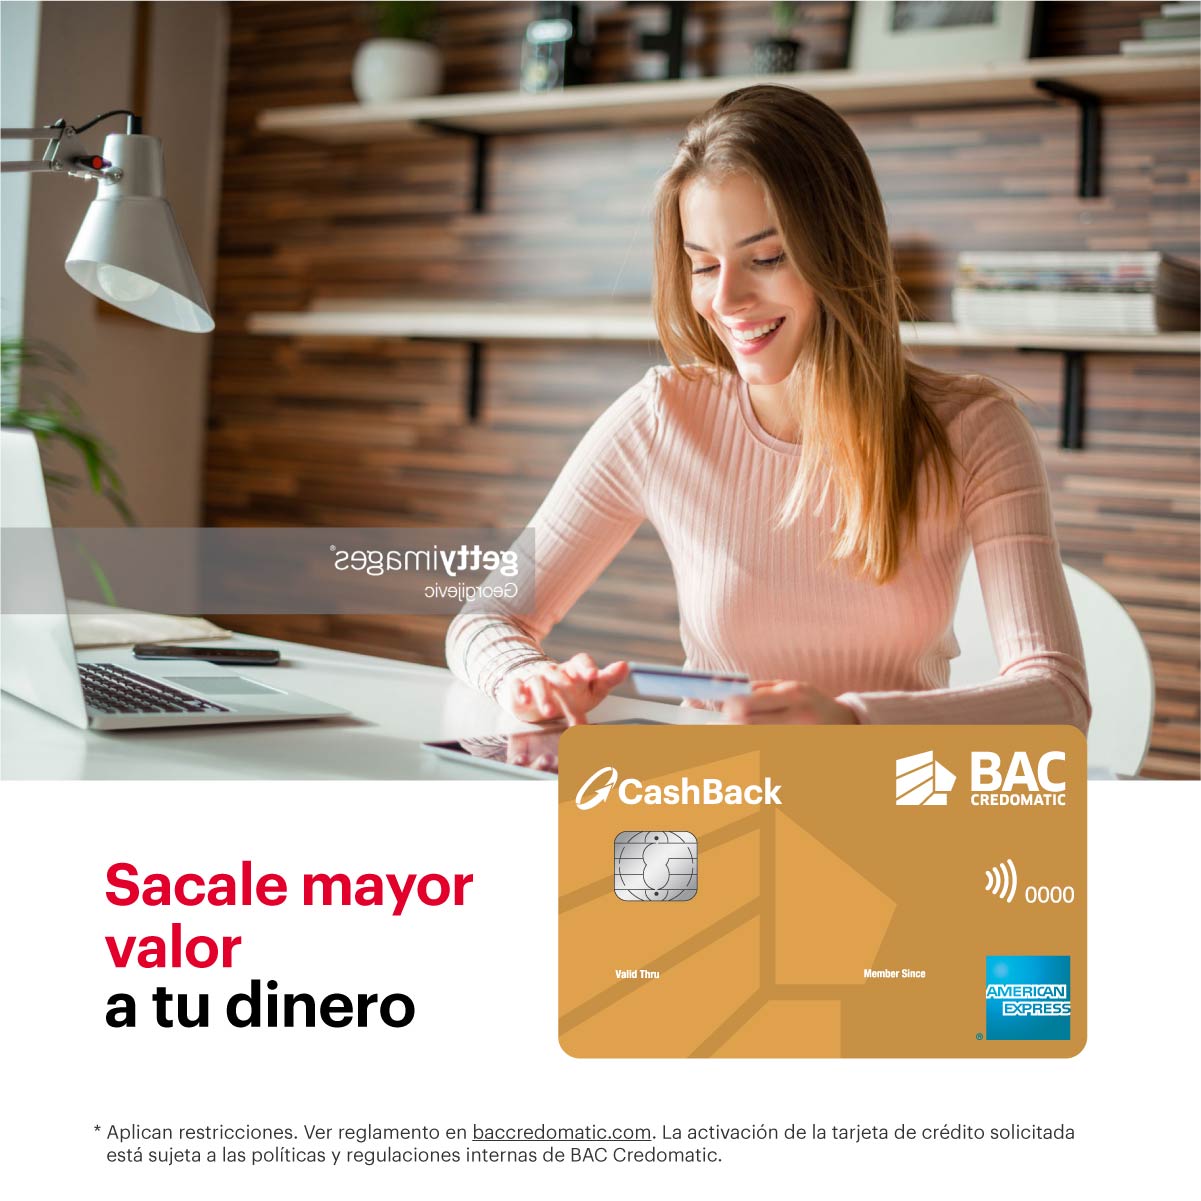 gettyimages®
Georgijevic
CashBack
BAC
CREDOMATIC
0000
Valid Thru
Member Since
AMERICAN
EXPRESS
®
Sacale mayor
valor
a tu dinero
* Aplican restricciones. Ver reglamento en baccredomatic.com. La activación de la tarjeta de crédito solicitada
está sujeta a las políticas y regulaciones internas de BAC Credomatic.